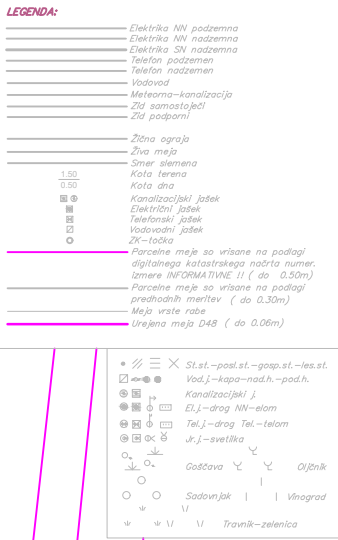 LEGENDA:
Elektrika NN podzemna
Elektrika NN nadzemna
Elektrika SN nadzemna
Telefon podzemen
Telefon nadzemen
Vodovod
Meteorna-kanalizacija
Zid samostoječi
Zid podporni
Žična ograja
Živa meja
Smer slemena
1.50 Kota terena
0.50 Kota dna
Kanalizacijski jašek
Električni jašek
Telefonski jašek
Vodovodni jašek
ZK-točka
Parcelne meje so vrisane na podlagi
digitalnega katastrskega načrta numer.
izmere INFORMATIVNE !! ( do 0.50m)
Parcelne meje so vrisane na podlagi
predhodnih meritev ( do 0.30m)
Meja vrste rabe
Urejena meja D48 ( do 0.06m)
St.st.-posl.st.-gosp.st.-les.st.
Vod.j.-kapa-nad.h.-pod.h.
Kanalizacijski j.
El.j.-drog NN-elom
Tel.j.-drog Tel.-telom
Jr.j.-svetilka
Goščava Oljčnik
Sadovnjak Vinograd
Travnik-zelenica